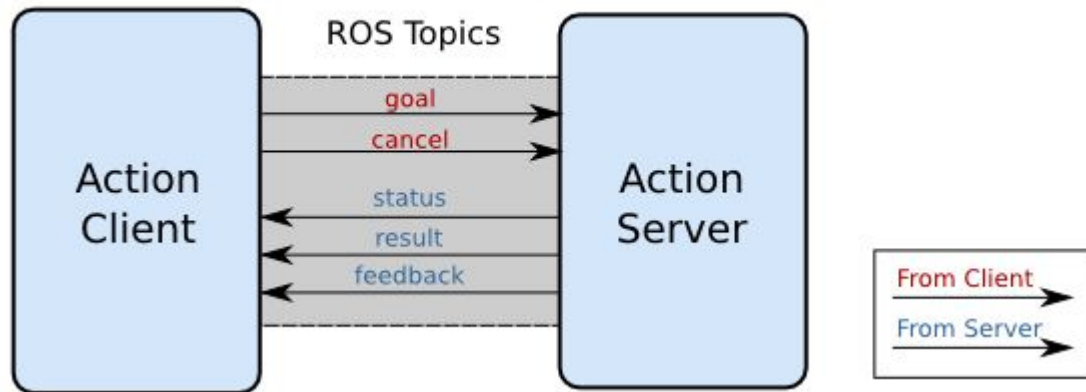 ROS Topics
Action
Client
goal
cancel
status
result
feedback
Action
Server
From Client
From Server